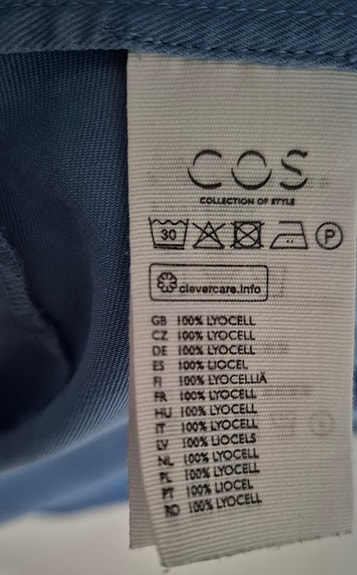 COS
COLLECTION OF STYLE
30 P
clevercare.info
GB 100% LYOCELL
CZ 100% LYOCELL
DE 100% LYOCELL
ES 100% LIOCEL
FI 100% LYOCELLIÄ
FR 100% LYOCELL
HU 100% LYOCELL
IT 100% LYOCELL
LV 100% LIOCELS
NL 100% LYOCELL
PL 100% LYOCELL
PT 100% LIOCEL
RO 100% LYOCELL